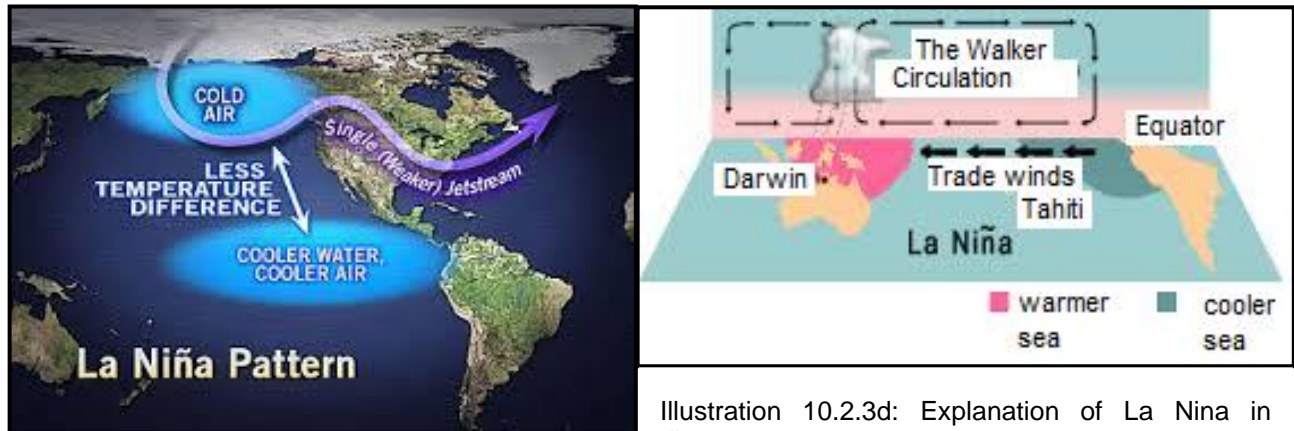 COLD
AIR
LESS
TEMPERATURE
DIFFERENCE
Single (Weaker) Jetstream
COOLER WATER,
COOLER AIR
La Niña Pattern
The Walker
Circulation
Equator
Darwin
Trade winds
Tahiti
La Niña
warmer
sea
cooler
sea
Illustration 10.2.3d: Explanation of La Nina in